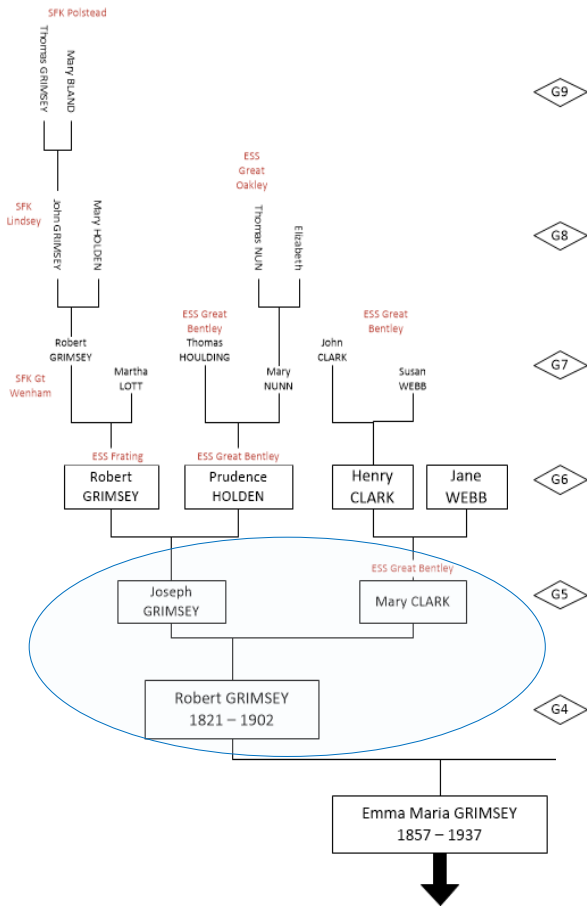 SFK Polstead
Thomas GRIMSEY
Mary BLAND
G9
ESS
Great
Oakley
SFK
Lindsey
John GRIMSEY
Mary HOLDEN
Thomas NUN
Elizabeth
G8
Robert
GRIMSEY
SFK Gt
Wenham
Martha
LOTT
ESS Great
Bentley
Thomas
HOULDING
Mary
NUNN
John
CLARK
ESS Great
Bentley
Susan
WEBB
G7
ESS Frating
Robert
GRIMSEY
ESS Great Bentley
Prudence
HOLDEN
Henry
CLARK
Jane
WEBB
G6
Joseph
GRIMSEY
ESS Great Bentley
Mary CLARK
G5
Robert GRIMSEY
1821 – 1902
G4
Emma Maria GRIMSEY
1857 – 1937